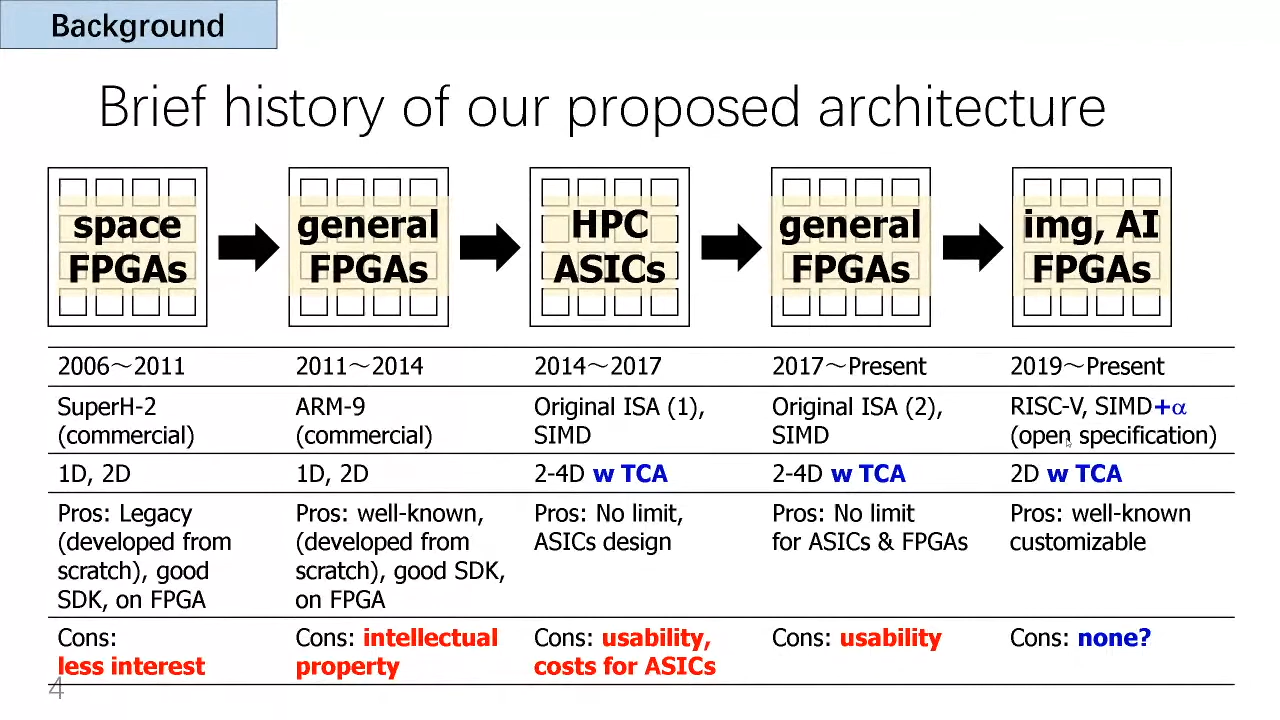 Background
Brief history of our proposed architecture
space
FPGAs
general
FPGAs
HPC
ASICs
general
FPGAs
img, AI
FPGAs
2006～2011
2011～2014
2014～2017
2017～Present
2019～Present
SuperH-2
(commercial)
ARM-9
(commercial)
Original ISA (1),
SIMD
Original ISA (2),
SIMD
RISC-V, SIMD+α
(open specification)
1D, 2D
1D, 2D
2-4D w TCA
2-4D w TCA
2D w TCA
Pros: Legacy
(developed from
scratch), good
SDK, on FPGA
Pros: well-known,
(developed from
scratch), good SDK,
on FPGA
Pros: No limit,
ASICs design
Pros: No limit
for ASICs & FPGAs
Pros: well-known
customizable
Cons:
less interest
Cons: intellectual
property
Cons: usability,
costs for ASICs
Cons: usability
Cons: none?
4